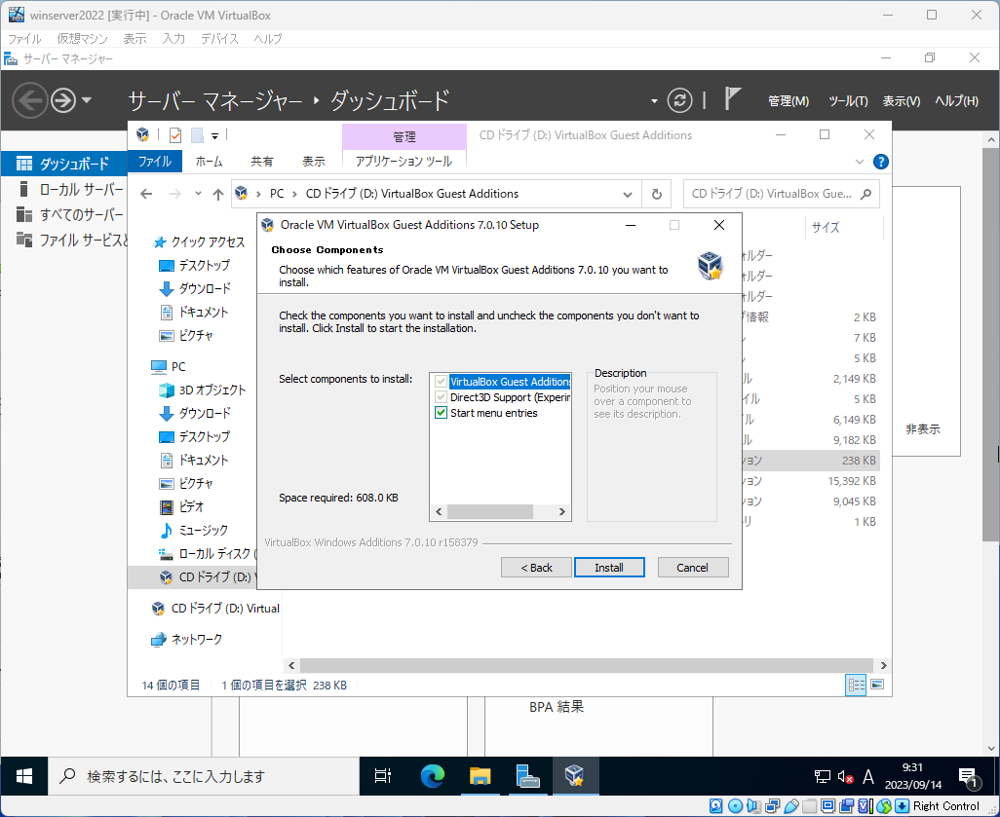 winserver2022 [実行中] - Oracle VM VirtualBox
ファイル 仮想マシン 表示 入力 デバイス ヘルプ
サーバー マネージャー
サーバー マネージャー ・ ダッシュボード
管理(M) ツール(T) 表示(V) ヘルプ(H)
管理
CD ドライブ (D:) VirtualBox Guest Additions
ファイル ホーム 共有 表示 アプリケーション ツール
PC > CD ドライブ (D:) VirtualBox Guest Additions
CD ドライブ (D:) VirtualBox Gue...
ダッシュボード
ローカル サーバー
すべてのサーバー
ファイル サービスと
クイック アクセス
デスクトップ
ダウンロード
ドキュメント
ピクチャ
PC
3D オブジェクト
ダウンロード
デスクトップ
ドキュメント
ピクチャ
ビデオ
ミュージック
ローカル ディスク (
CD ドライブ (D:) V
CD ドライブ (D:) Virtual
ネットワーク
Oracle VM VirtualBox Guest Additions 7.0.10 Setup
Choose Components
Choose which features of Oracle VM VirtualBox Guest Additions 7.0.10 you want to
install.
Check the components you want to install and uncheck the components you don't want to
install. Click Install to start the installation.
Select components to install:
VirtualBox Guest Additions
Direct3D Support (Experim
Start menu entries
Description
Position your mouse
over a component to
see its description.
Space required: 608.0 KB
VirtualBox Windows Additions 7.0.10 r158379
< Back
Install
Cancel
サイズ
ォルダー
ォルダー
ォルダー
プ情報 2 KB
7 KB
5 KB
ル 2,149 KB
イル 5 KB
ル 6,149 KB
ル 9,182 KB
ション 238 KB
ション 15,392 KB
ション 9,045 KB
リ 1 KB
非表示
14 個の項目 1 個の項目を選択 238 KB
BPA 結果
検索するには、ここに入力します
A
9:31
2023/09/14
1
Right Control